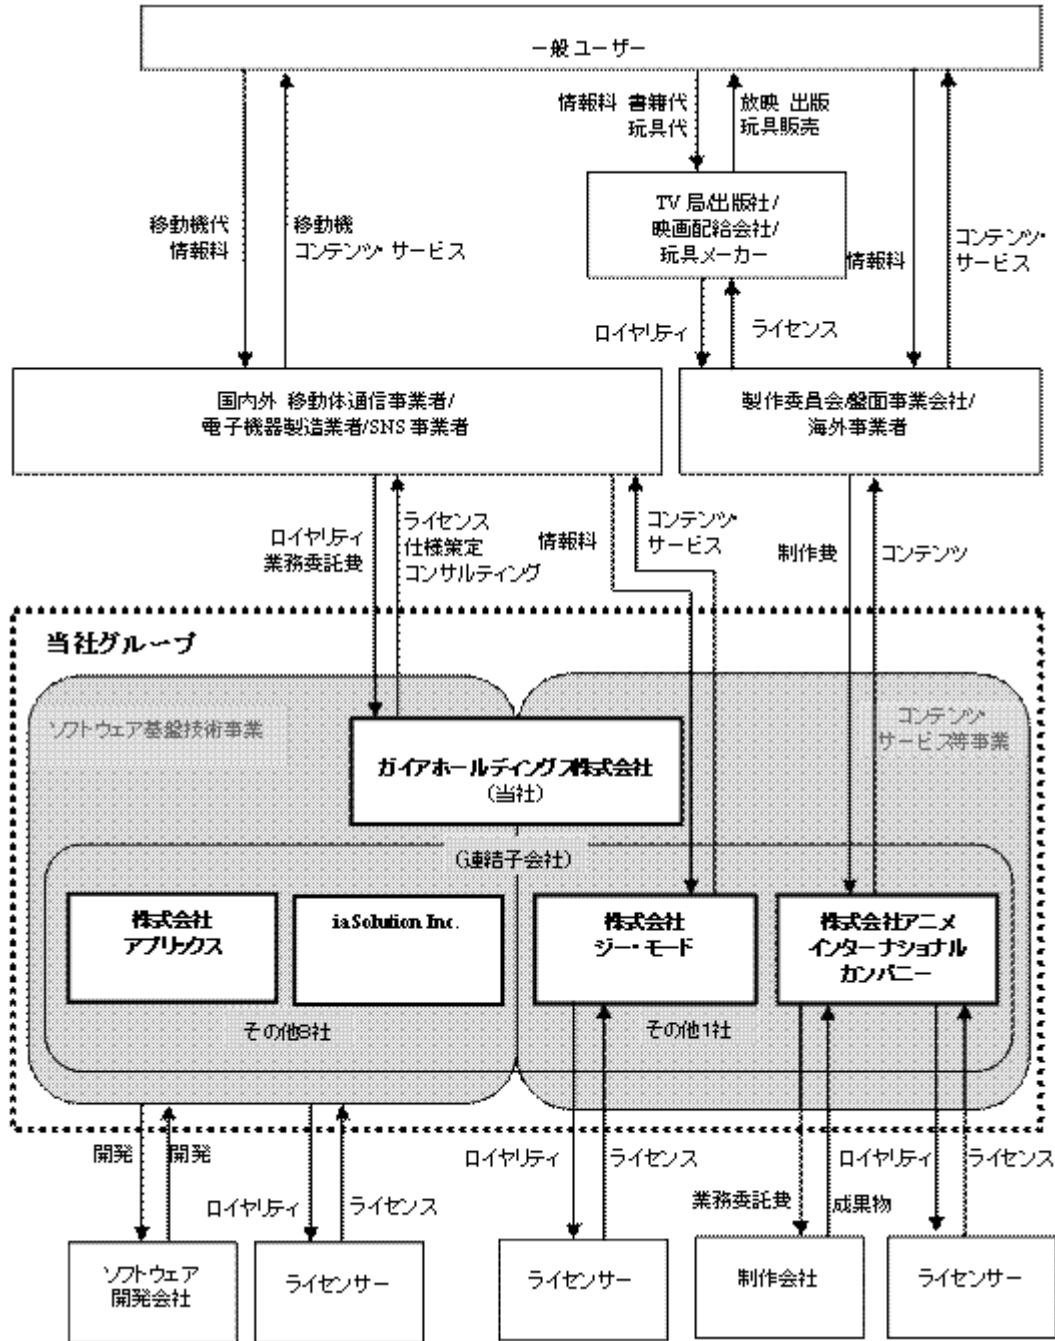 一般ユーザー
情報料 書籍代
玩具代
放映 出版
玩具販売
TV局/出版社/
映画配給会社/
玩具メーカー
移動機代
情報料
移動機
コンテンツ・サービス
情報料
コンテンツ・
サービス
ロイヤリティ
ライセンス
国内外 移動体通信事業者/
電子機器製造業者/SNS事業者
製作委員会/盤面事業会社/
海外事業者
ロイヤリティ
業務委託費
ライセンス
仕様策定
コンサルティング
情報料
コンテンツ・
サービス
制作費
コンテンツ
当社グループ
ソフトウェア基盤技術事業
コンテンツ・
サービス等事業
ガイアホールディングス株式会社
(当社)
(連結子会社)
株式会社
アプリックス
iaSolution Inc.
株式会社
ジー・モード
株式会社アニメ
インターナショナル
カンパニー
その他8社
その他1社
開発
開発
ロイヤリティ
ライセンス
ロイヤリティ
ライセンス
業務委託費
成果物
ロイヤリティ
ライセンス
ソフトウェア
開発会社
ライセンサー
ライセンサー
制作会社
ライセンサー